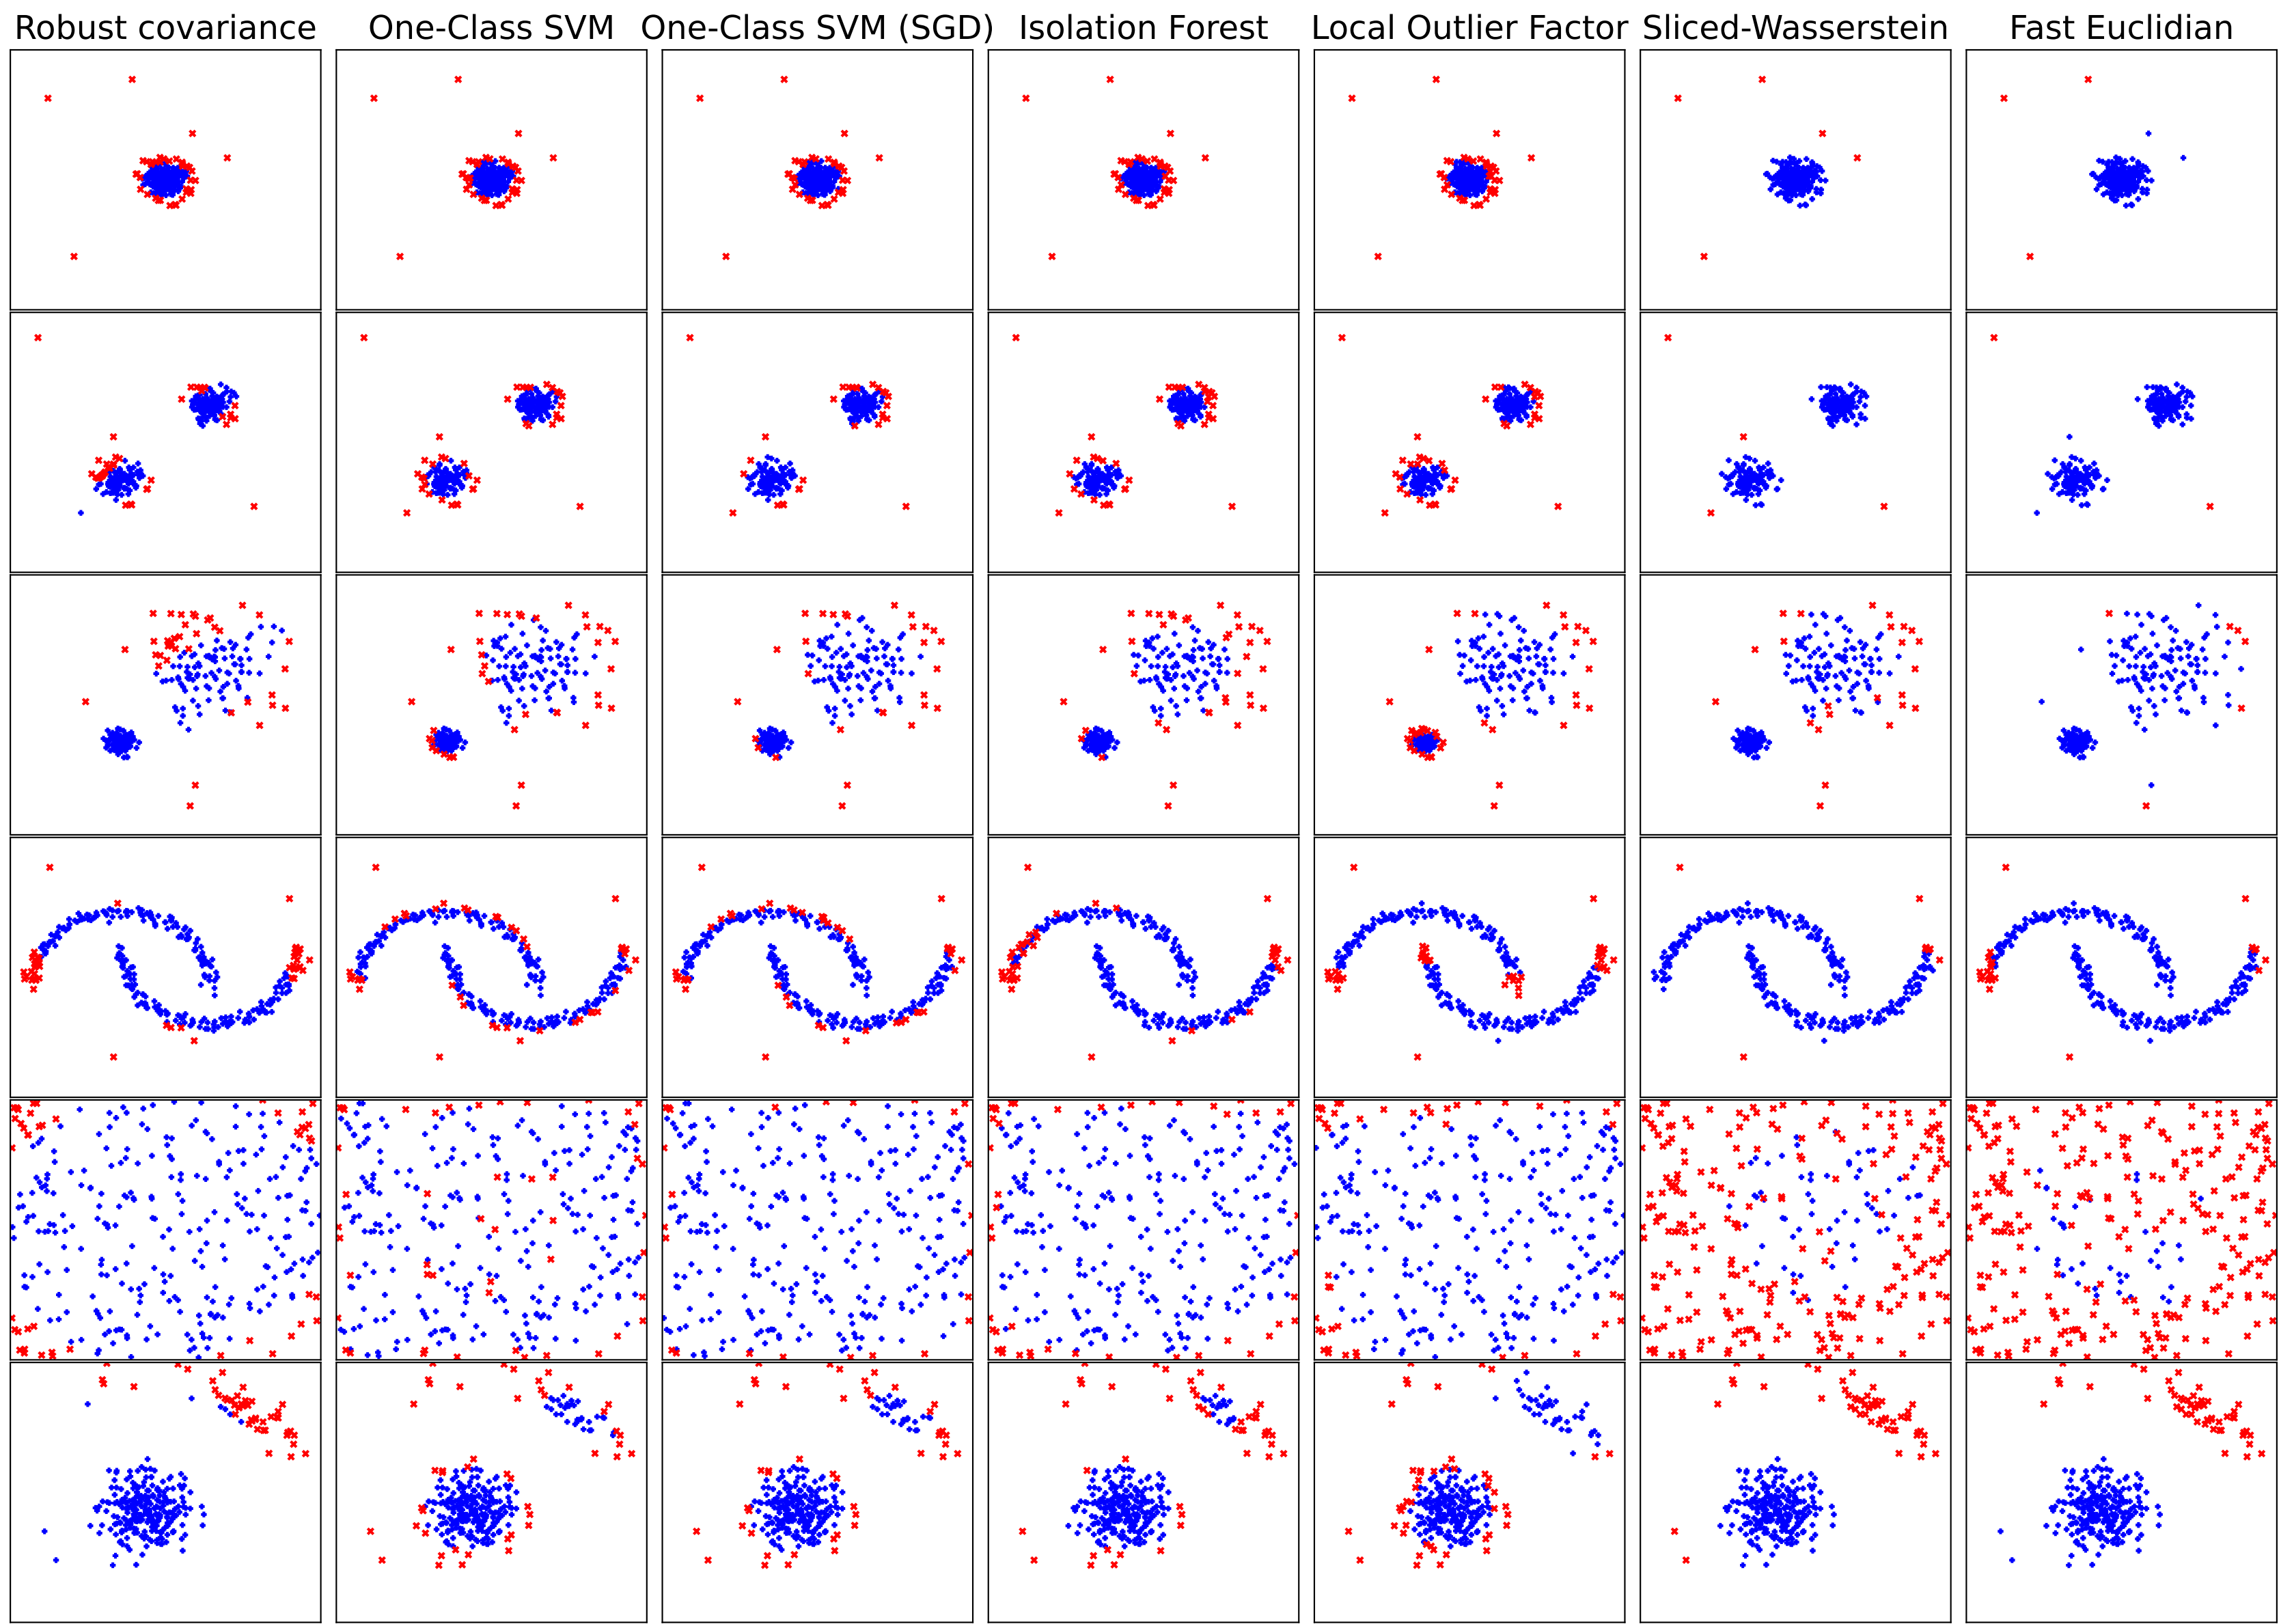 Robust covariance One-Class SVM One-Class SVM (SGD) Isolation Forest Local Outlier Factor Sliced-Wasserstein Fast Euclidian